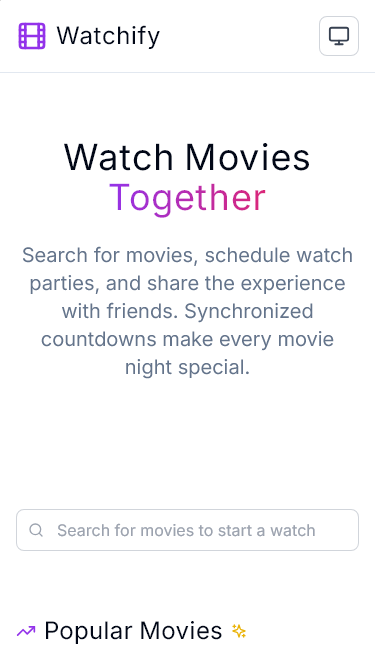 Watchify
Watch Movies
Together
Search for movies, schedule watch
parties, and share the experience
with friends. Synchronized
countdowns make every movie
night special.
Search for movies to start a watch
Popular Movies